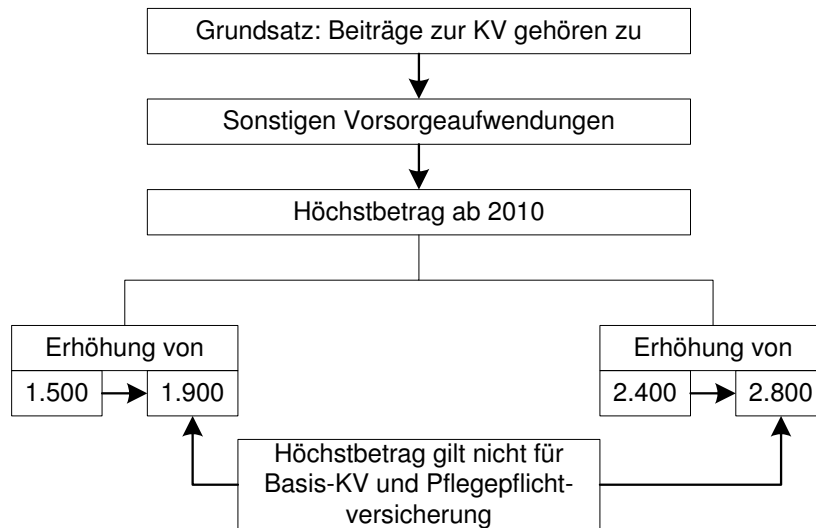 Grundsatz: Beiträge zur KV gehören zu
Sonstigen Vorsorgeaufwendungen
Höchstbetrag ab 2010
Erhöhung von
1.500
1.900
Erhöhung von
2.400
2.800
Höchstbetrag gilt nicht für
Basis-KV und Pflegepflicht-
versicherung